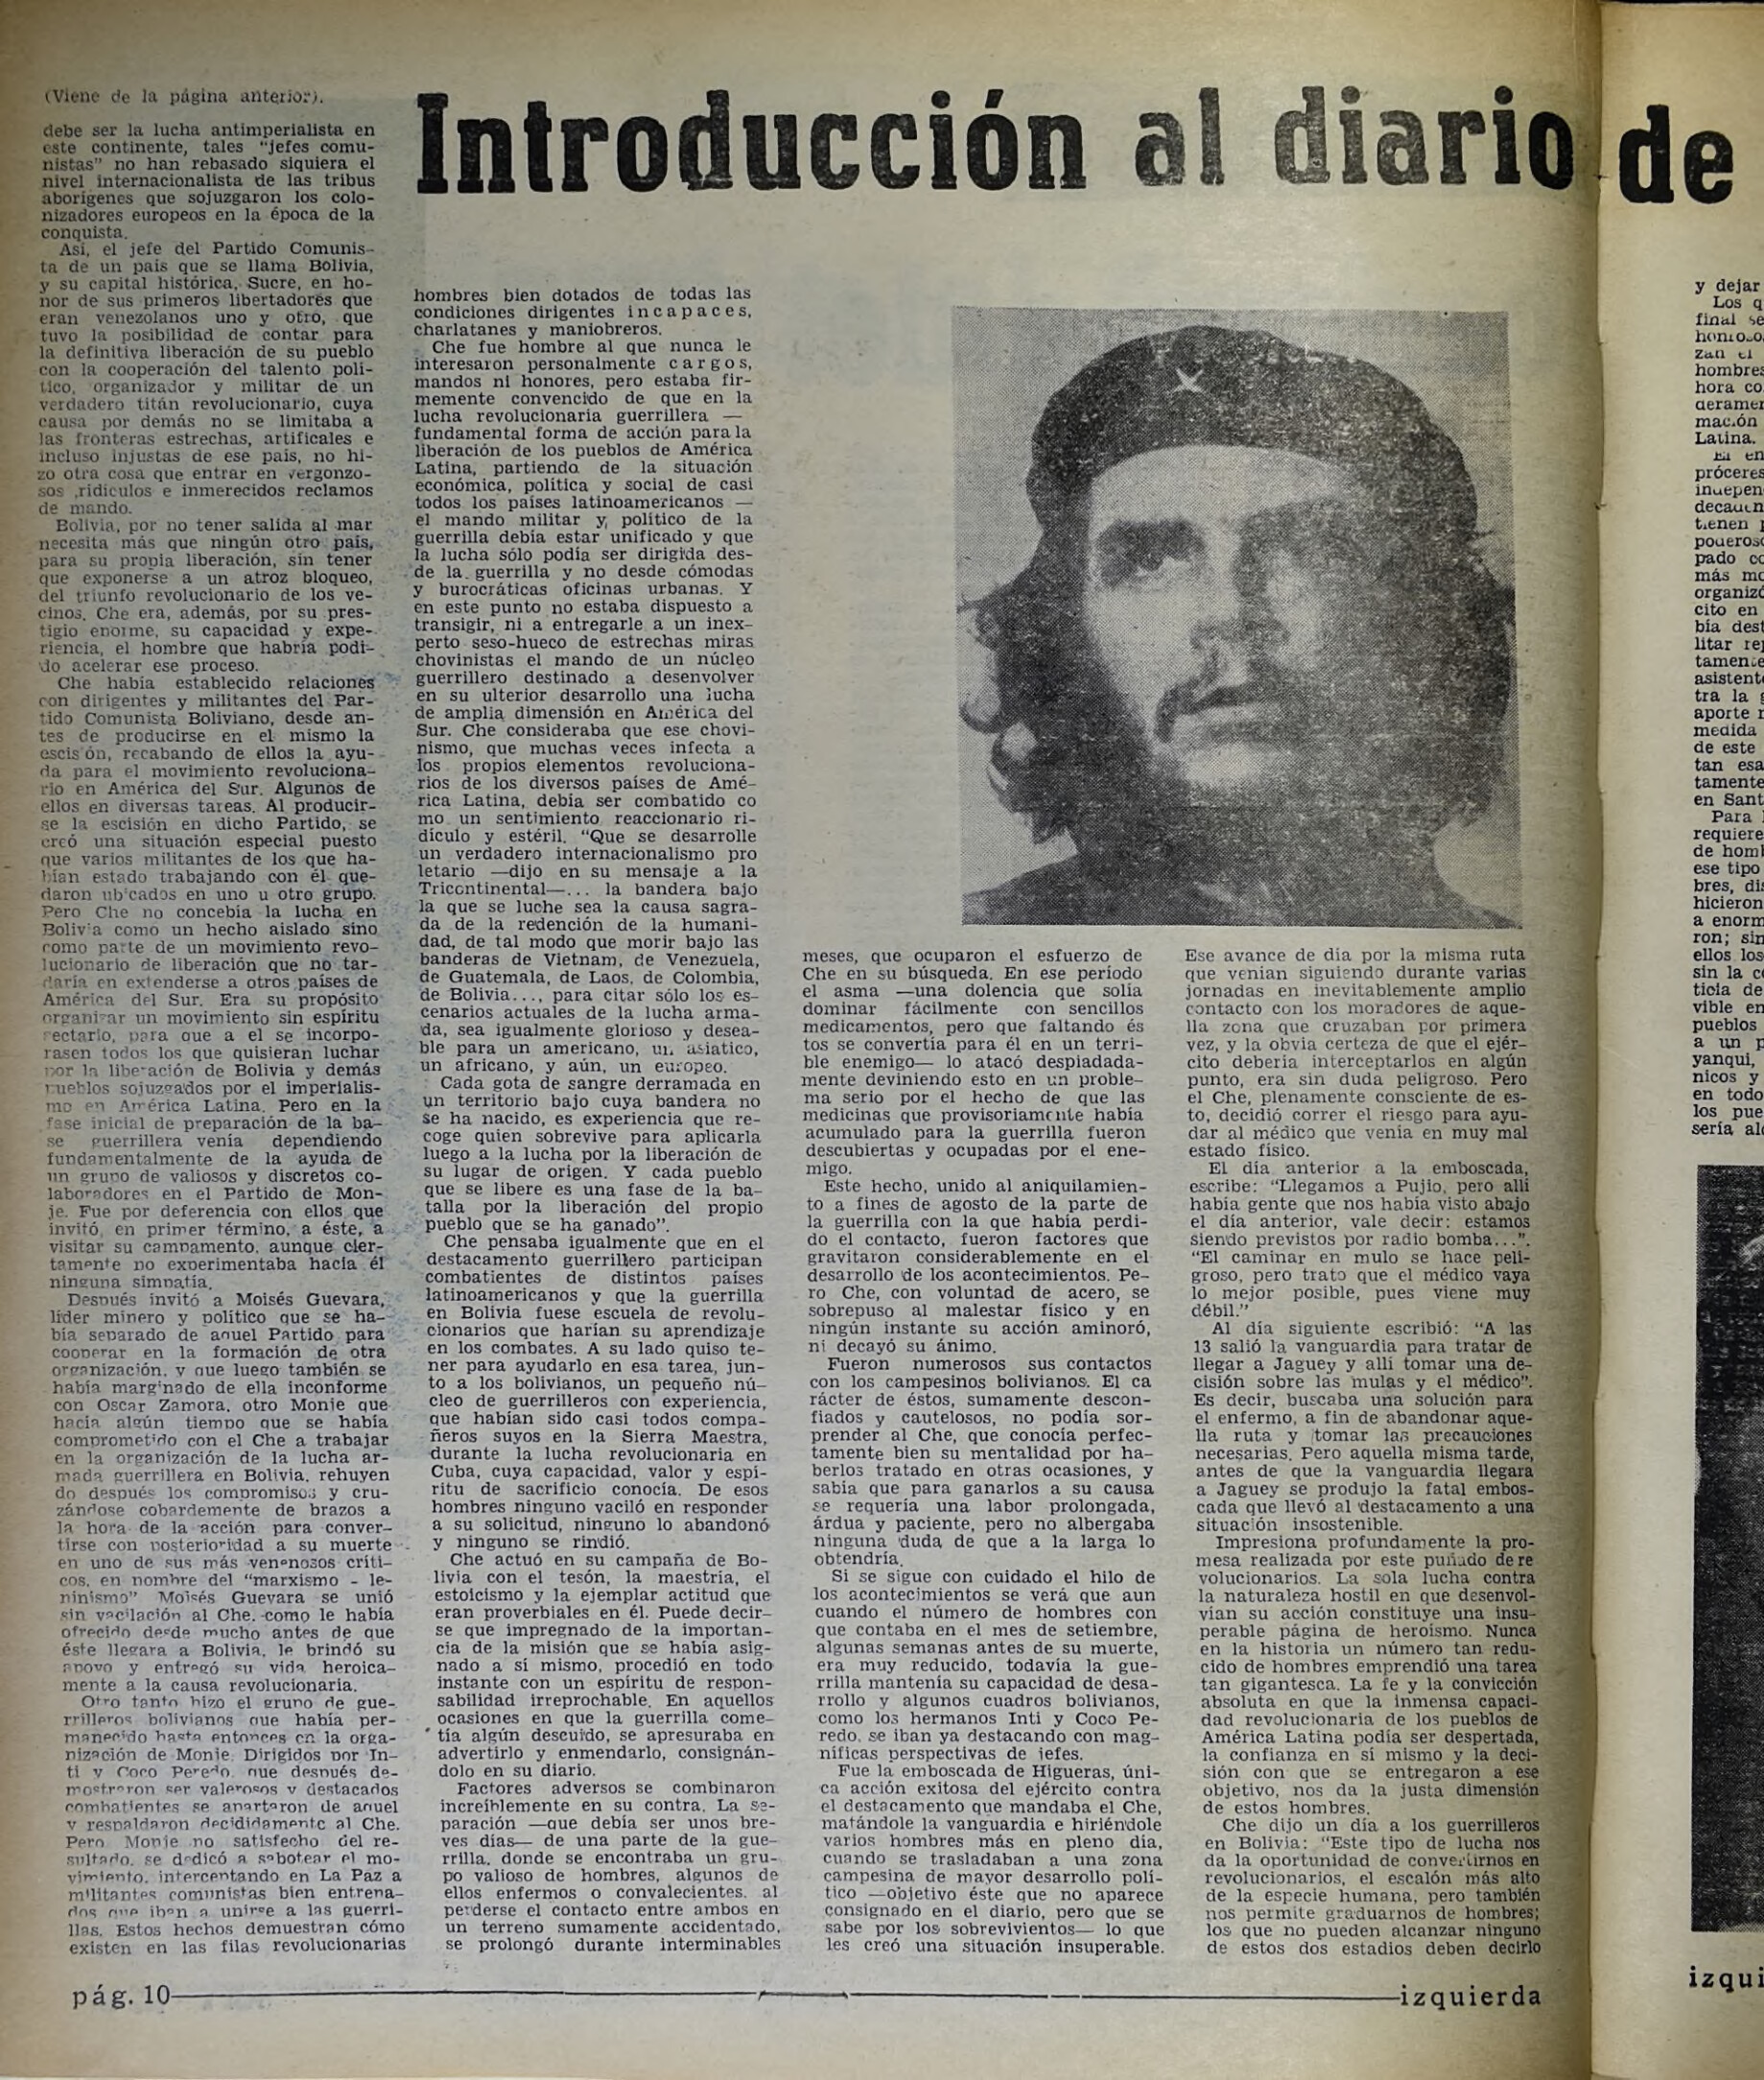 (Viene de la página anterior).
Introducción al diario de
debe ser la lucha antimperialista en
este continente, tales "jefes comu-
nistas" no han rebasado siquiera el
nivel internacionalista de las tribus
aborígenes que sojuzgaron los colo-
nizadores europeos en la época de la
conquista.
Así, el jefe del Partido Comunis-
ta de un país que se llama Bolivia,
y su capital histórica, Sucre, en ho-
nor de sus primeros libertadores que
eran venezolanos uno y otro, que
tuvo la posibilidad de contar para
la definitiva liberación de su pueblo
con la cooperación del talento polí-
tico, organizador y militar de un
verdadero titán revolucionario, cuya
causa por demás no se limitaba a
las fronteras estrechas, artificales e
incluso injustas de ese país, no hi-
zo otra cosa que entrar en vergonzo-
sos ,ridículos e inmerecidos reclamos
de mando.
Bolivia, por no tener salida al mar
necesita más que ningún otro país,
para su propia liberación, sin tener
que exponerse a un atroz bloqueo,
del triunfo revolucionario de los ve-
cinos. Che era, además, por su pres-
tigio enorme, su capacidad y expe-
riencia, el hombre que habría podi-
do acelerar ese proceso.
Che había establecido relaciones
con dirigentes y militantes del Par-
tido Comunista Boliviano, desde an-
tes de producirse en el mismo la
escisón, recabando de ellos la ayu-
da para el movimiento revoluciona-
rio en América del Sur. Algunos de
ellos en diversas tareas. Al producir-
se la escisión en dicho Partido, se
creó una situación especial puesto
que varios militantes de los que ha-
bían estado trabajando con él que-
daron ubicados en uno u otro grupo.
Pero Che no concebía la lucha en
Bolivia como un hecho aislado sino
como parte de un movimiento revo-
lucionario de liberación que no tar-
daría en extenderse a otros países de
América del Sur. Era su propósito
organizar un movimiento sin espíritu
sectario, para que a el se incorpo-
rasen todos los que quisieran luchar
por la liberación de Bolivia y demás
pueblos sojuzgados por el imperialis-
mo en América Latina. Pero en la
fase inicial de preparación de la ba-
se guerrillera venía dependiendo
fundamentalmente de la ayuda de
un grupo de valiosos y discretos co-
laboradores en el Partido de Mon-
je. Fue por deferencia con ellos que
invitó, en primer término, a éste, a
visitar su campamento, aunque cier-
tamente no experimentaba hacia él
ninguna simpatía.
Después invitó a Moisés Guevara,
líder minero y político que se ha-
bía separado de aquel Partido para
cooperar en la formación de otra
organización, y que luego también se
había marginado de ella inconforme
con Oscar Zamora, otro Monje que
hacía algún tiempo que se había
comprometido con el Che a trabajar
en la organización de la lucha ar-
mada guerrillera en Bolivia, rehuyen
do después los compromisos y cru-
zándose cobardemente de brazos a
la hora de la acción para conver-
tirse con posterioridad a su muerte
en uno de sus más venenosos críti-
cos, en nombre del "marxismo - le-
ninismo" Moisés Guevara se unió
sin vacilación al Che, como le había
ofrecido desde mucho antes de que
éste llegara a Bolivia, le brindó su
apoyo y entregó su vida heroica-
mente a la causa revolucionaria.
Otro tanto hizo el grupo de gue-
rrilleros bolivianos que había per-
manecido hasta entonces en la orga-
nización de Monje. Dirigidos por In-
ti y Coco Peredo, que después de-
mostraron ser valerosos y destacados
combatientes se apartaron de aquel
y respaldaron decididamente al Che.
Pero Monje no satisfecho del re-
sultado, se dedicó a sabotear el mo-
vimiento, interceptando en La Paz a
militantes comunistas bien entrena-
dos que iban a unirse a las guerri-
llas. Estos hechos demuestran cómo
existen en las filas revolucionarias
hombres bien dotados de todas las
condiciones dirigentes incapaces,
charlatanes y maniobreros.
Che fue hombre al que nunca le
interesaron personalmente cargos,
mandos ni honores, pero estaba fir-
memente convencido de que en la
lucha revolucionaria guerrillera —
fundamental forma de acción para la
liberación de los pueblos de América
Latina, partiendo de la situación
económica, política y social de casi
todos los países latinoamericanos —
el mando militar y, político de la
guerrilla debía estar unificado y que
la lucha sólo podía ser dirigida des-
de la guerrilla y no desde cómodas
y burocráticas oficinas urbanas. Y
en este punto no estaba dispuesto a
transigir, ni a entregarle a un inex-
perto seso-hueco de estrechas miras
chovinistas el mando de un núcleo
guerrillero destinado a desenvolver
en su ulterior desarrollo una lucha
de amplia dimensión en América del
Sur. Che consideraba que ese chovi-
nismo, que muchas veces infecta a
los propios elementos revoluciona-
rios de los diversos países de Amé-
rica Latina, debía ser combatido co
mo un sentimiento reaccionario ri-
dículo y estéril. "Que se desarrolle
un verdadero internacionalismo pro
letario —dijo en su mensaje a la
Tricontinental—... la bandera bajo
la que se luche sea la causa sagra-
da de la redención de la humani-
dad, de tal modo que morir bajo las
banderas de Vietnam, de Venezuela,
de Guatemala, de Laos, de Colombia,
de Bolivia..., para citar sólo los es-
cenarios actuales de la lucha arma-
da, sea igualmente glorioso y desea-
ble para un americano, un asiatico,
un africano, y aún, un europeo.
Cada gota de sangre derramada en
un territorio bajo cuya bandera no
se ha nacido, es experiencia que re-
coge quien sobrevive para aplicarla
luego a la lucha por la liberación de
su lugar de origen. Y cada pueblo
que se libere es una fase de la ba-
talla por la liberación del propio
pueblo que se ha ganado".
Che pensaba igualmente que en el
destacamento guerrillero participan
combatientes de distintos países
latinoamericanos y que la guerrilla
en Bolivia fuese escuela de revolu-
cionarios que harían su aprendizaje
en los combates. A su lado quiso te-
ner para ayudarlo en esa tarea, jun-
to a los bolivianos, un pequeño nú-
cleo de guerrilleros con experiencia,
que habían sido casi todos compa-
ñeros suyos en la Sierra Maestra,
durante la lucha revolucionaria en
Cuba, cuya capacidad, valor y espí-
ritu de sacrificio conocía. De esos
hombres ninguno vaciló en responder
a su solicitud, ninguno lo abandonó
y ninguno se rindió.
Che actuó en su campaña de Bo-
livia con el tesón, la maestría, el
estoicismo y la ejemplar actitud que
eran proverbiales en él. Puede decir-
se que impregnado de la importan-
cia de la misión que se había asig-
nado a sí mismo, procedió en todo
instante con un espíritu de respon-
sabilidad irreprochable. En aquellos
ocasiones en que la guerrilla come-
tía algún descuido, se apresuraba en
advertirlo y enmendarlo, consignán-
dolo en su diario.
Factores adversos se combinaron
increíblemente en su contra. La se-
paración —que debía ser unos bre-
ves días— de una parte de la gue-
rrilla, donde se encontraba un gru-
po valioso de hombres, algunos de
ellos enfermos o convalecientes, al
perderse el contacto entre ambos en
un terreno sumamente accidentado,
se prolongó durante interminables
meses, que ocuparon el esfuerzo de
Che en su búsqueda. En ese período
el asma —una dolencia que solía
dominar fácilmente con sencillos
medicamentos, pero que faltando és
tos se convertía para él en un terri-
ble enemigo— lo atacó despiadada-
mente deviniendo esto en un proble-
ma serio por el hecho de que las
medicinas que provisoriamente había
acumulado para la guerrilla fueron
descubiertas y ocupadas por el ene-
migo.
Este hecho, unido al aniquilamien-
to a fines de agosto de la parte de
la guerrilla con la que había perdi-
do el contacto, fueron factores que
gravitaron considerablemente en el
desarrollo de los acontecimientos. Pe-
ro Che, con voluntad de acero, se
sobrepuso al malestar físico y en
ningún instante su acción aminoró,
ni decayó su ánimo.
Fueron numerosos sus contactos
con los campesinos bolivianos. El ca
rácter de éstos, sumamente descon-
fiados y cautelosos, no podía sor-
prender al Che, que conocía perfec-
tamente bien su mentalidad por ha-
berlos tratado en otras ocasiones, y
sabía que para ganarlos a su causa
se requería una labor prolongada,
árdua y paciente, pero no albergaba
ninguna duda de que a la larga lo
obtendría.
Si se sigue con cuidado el hilo de
los acontecimientos se verá que aun
cuando el número de hombres con
que contaba en el mes de setiembre,
algunas semanas antes de su muerte,
era muy reducido, todavía la gue-
rrilla mantenía su capacidad de desa-
rrollo y algunos cuadros bolivianos,
como los hermanos Inti y Coco Pe-
redo, se iban ya destacando con mag-
níficas perspectivas de jefes.
Fue la emboscada de Higueras, úni-
ca acción exitosa del ejército contra
el destacamento que mandaba el Che,
matándole la vanguardia e hiriéndole
varios hombres más en pleno día,
cuando se trasladaban a una zona
campesina de mayor desarrollo polí-
tico —objetivo éste que no aparece
consignado en el diario, pero que se
sabe por los sobrevivientes— lo que
les creó una situación insuperable.
Ese avance de día por la misma ruta
que venían siguiendo durante varias
jornadas en inevitablemente amplio
contacto con los moradores de aque-
lla zona que cruzaban por primera
vez, y la obvia certeza de que el ejér-
cito debería interceptarlos en algún
punto, era sin duda peligroso. Pero
el Che, plenamente consciente de es-
to, decidió correr el riesgo para ayu-
dar al médico que venía en muy mal
estado físico.
El día anterior a la emboscada,
escribe: "Llegamos a Pujio, pero allí
había gente que nos había visto abajo
el día anterior, vale decir: estamos
siendo previstos por radio bomba...".
"El caminar en mulo se hace peli-
groso, pero trato que el médico vaya
lo mejor posible, pues viene muy
débil."
Al día siguiente escribió: "A las
13 salió la vanguardia para tratar de
llegar a Jaguey y allí tomar una de-
cisión sobre las mulas y el médico".
Es decir, buscaba una solución para
el enfermo, a fin de abandonar aque-
lla ruta y tomar las precauciones
necesarias. Pero aquella misma tarde,
antes de que la vanguardia llegara
a Jaguey se produjo la fatal embos-
cada que llevó al destacamento a una
situación insostenible.
Impresiona profundamente la pro-
mesa realizada por este puñado de re
volucionarios. La sola lucha contra
la naturaleza hostil en que desenvol-
vían su acción constituye una insu-
perable página de heroísmo. Nunca
en la historia un número tan redu-
cido de hombres emprendió una tarea
tan gigantesca. La fe y la convicción
absoluta en que la inmensa capaci-
dad revolucionaria de los pueblos de
América Latina podía ser despertada,
la confianza en sí mismo y la deci-
sión con que se entregaron a ese
objetivo, nos da la justa dimensión
de estos hombres.
Che dijo un día a los guerrilleros
en Bolivia: "Este tipo de lucha nos
da la oportunidad de convertirnos en
revolucionarios, el escalón más alto
de la especie humana, pero también
nos permite graduarnos de hombres;
los que no pueden alcanzar ninguno
de estos dos estadios deben decirlo
pág. 10
izquierda
y dejar
Los q
final se
hombres
hora co
mación
Latina.
próceres
pado co
más mo
organizó
cito en
bía dest
litar rep
asistente
tra la g
aporte r
medida
de este
tan esa
tamente
en Sant
Para l
requiere
de homb
ese tipo
bres, dis
hicieron
a enorm
ron; sin
ellos los
sin la c
ticia de
vible en
pueblos
a un p
yanqui,
nicos y
en todo
los pue
sería al
izqui